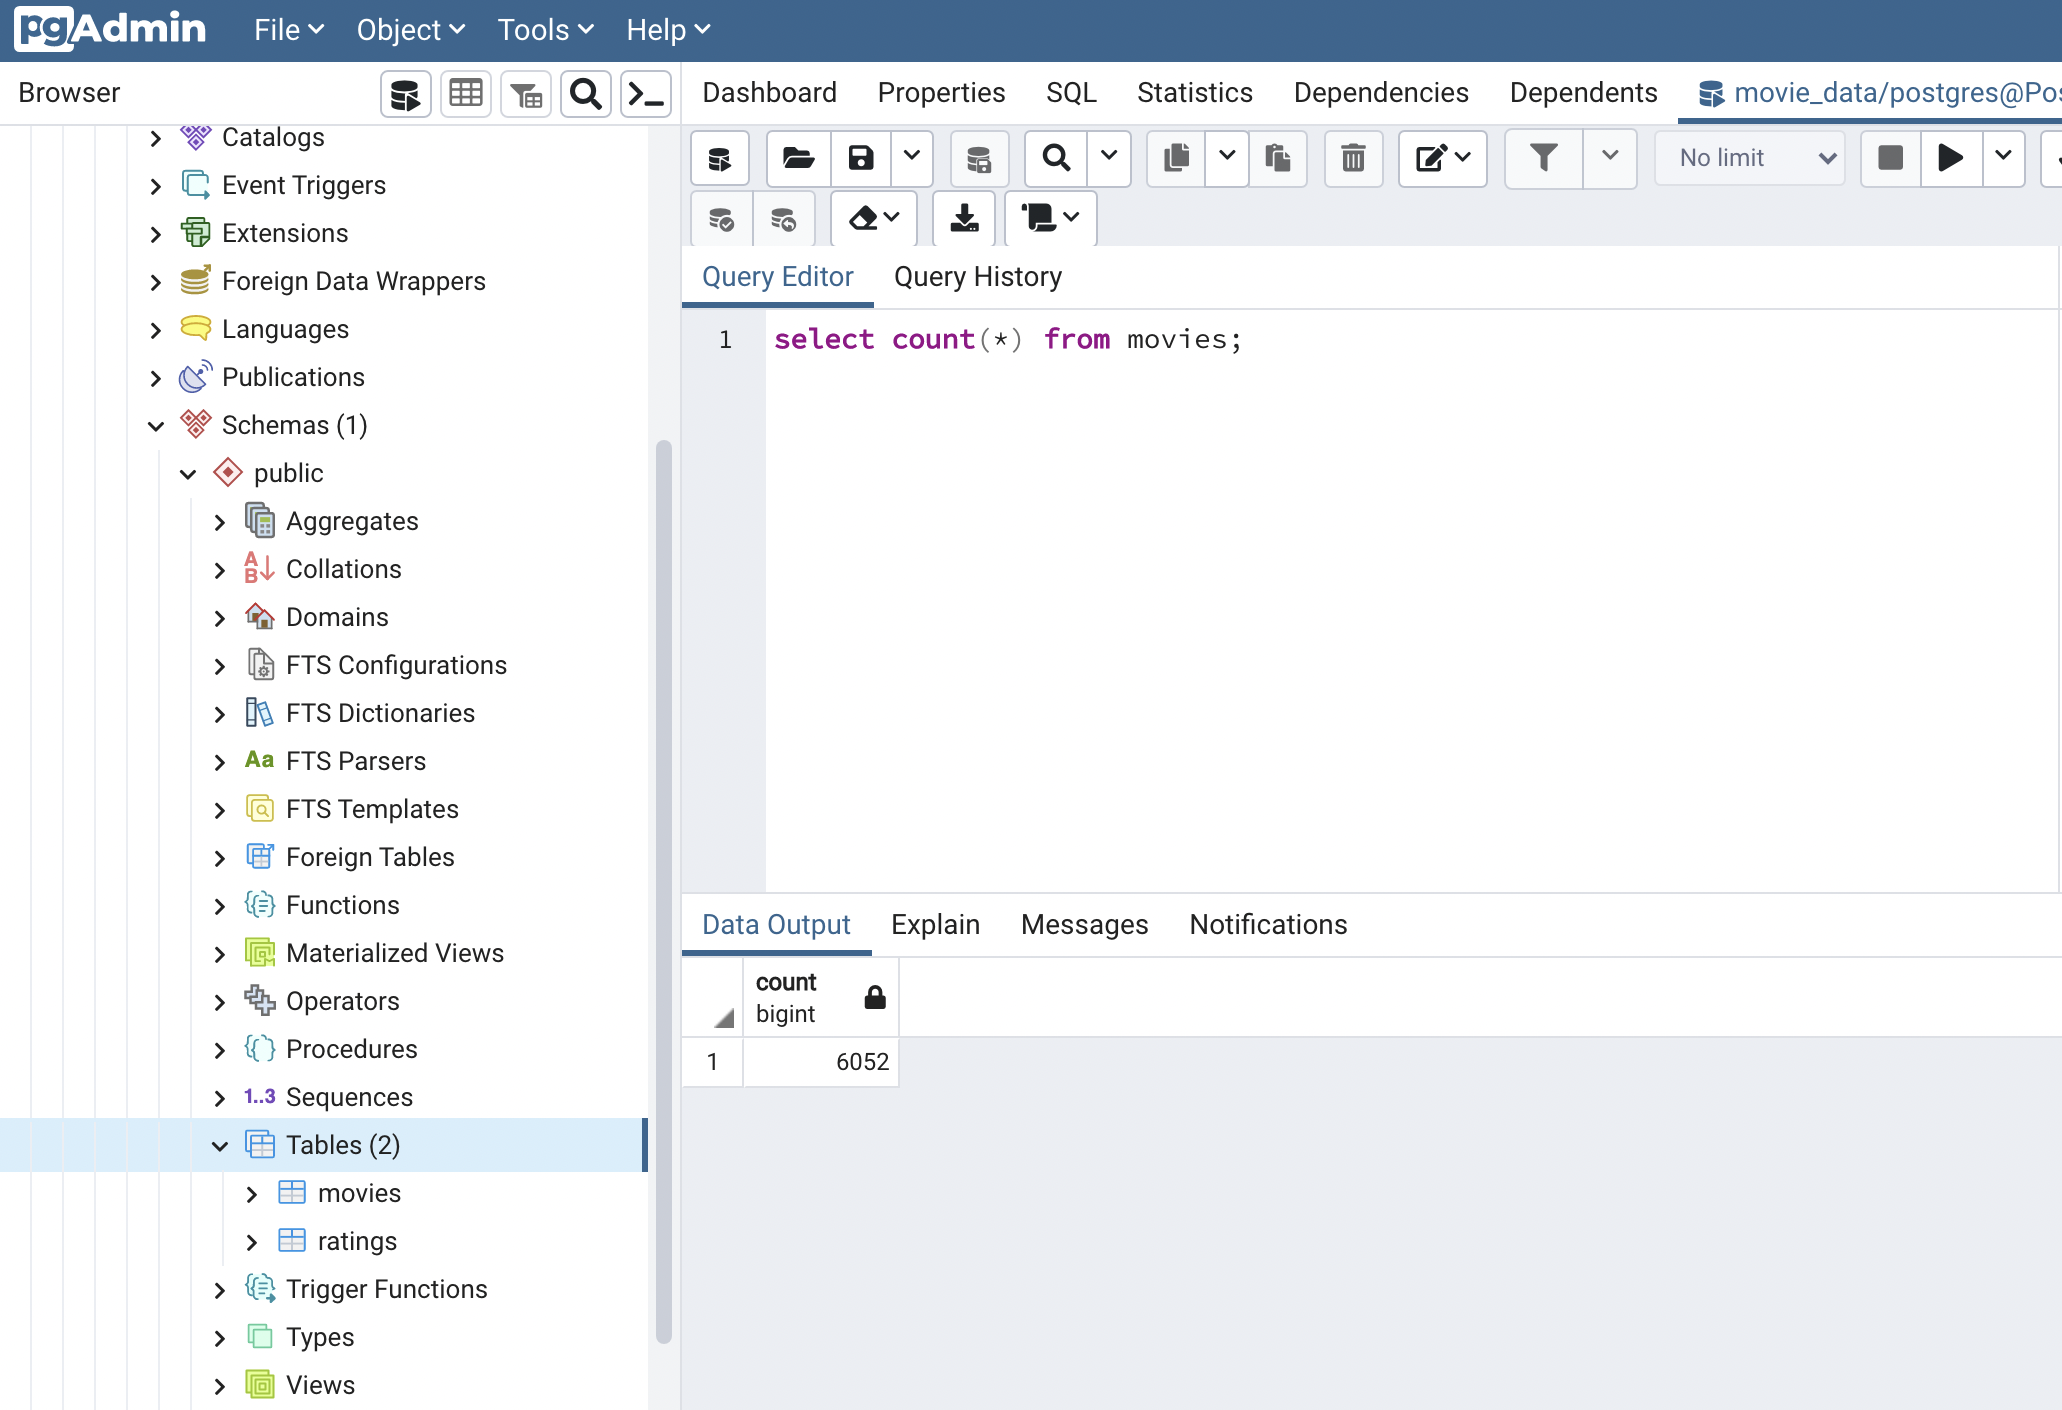 pgAdmin File Object Tools Help
Browser
Dashboard Properties SQL Statistics Dependencies Dependents movie_data/postgres@Pos
No limit
Catalogs
Event Triggers
Extensions
Foreign Data Wrappers
Languages
Publications
Schemas (1)
public
Aggregates
A
B
Collations
Domains
FTS Configurations
FTS Dictionaries
Aa FTS Parsers
FTS Templates
Foreign Tables
Functions
Materialized Views
Operators
Procedures
1..3 Sequences
Tables (2)
movies
ratings
Trigger Functions
Types
Views
Query Editor Query History
1 select count(*) from movies;
Data Output Explain Messages Notifications
count
bigint
1 6052